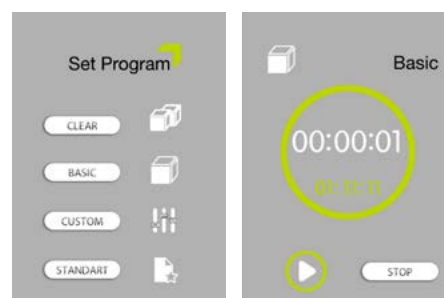 Set Program
CLEAR
BASIC
CUSTOM
STANDART
Basic
00:00:01
STOP